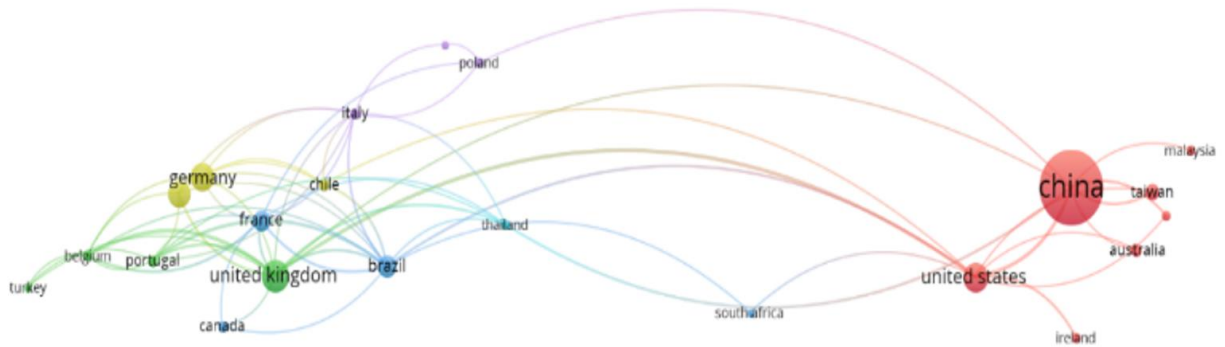 poland
italy
malaysia
germany
chile
china
taiwan
france
thailand
belgium
portugal
australia
united kingdom
brazil
united states
turkey
south africa
canada
ireland